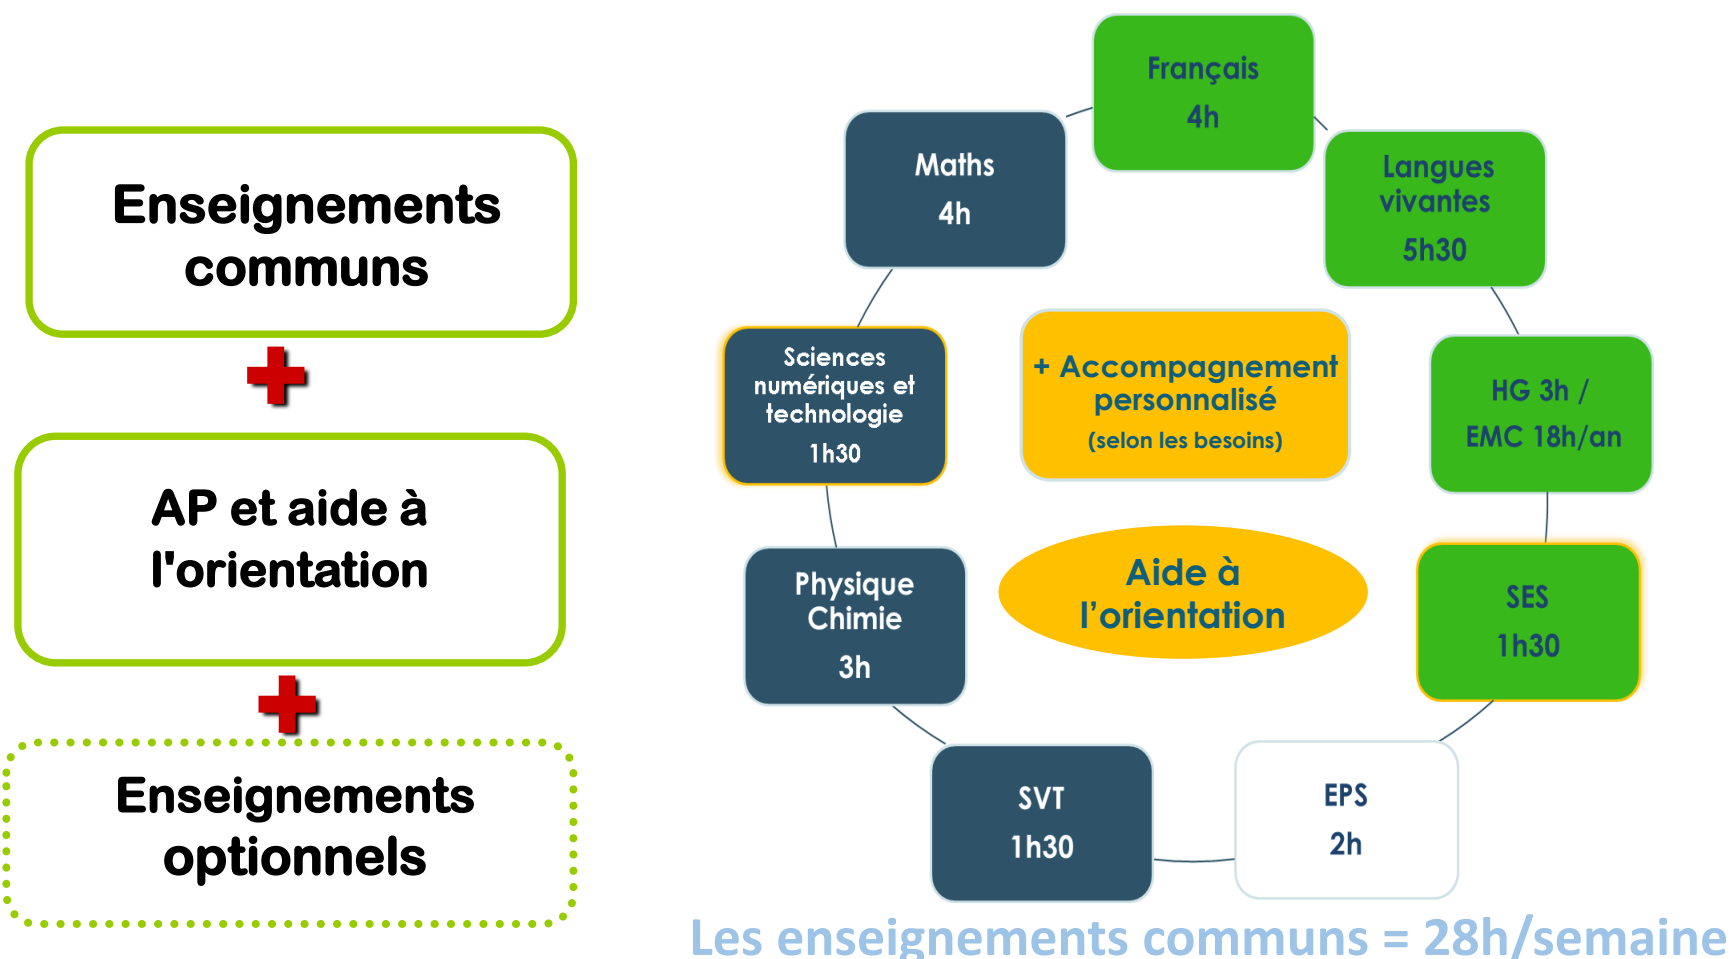 Enseignements
communs
AP et aide à
l'orientation
Enseignements
optionnels
Français
4h
Langues
vivantes
5h30
HG 3h /
EMC 18h/an
SES
1h30
EPS
2h
SVT
1h30
Physique
Chimie
3h
Sciences
numériques et
technologie
1h30
Maths
4h
+ Accompagnement
personnalisé
(selon les besoins)
Aide à
l’orientation
Les enseignements communs = 28h/semaine